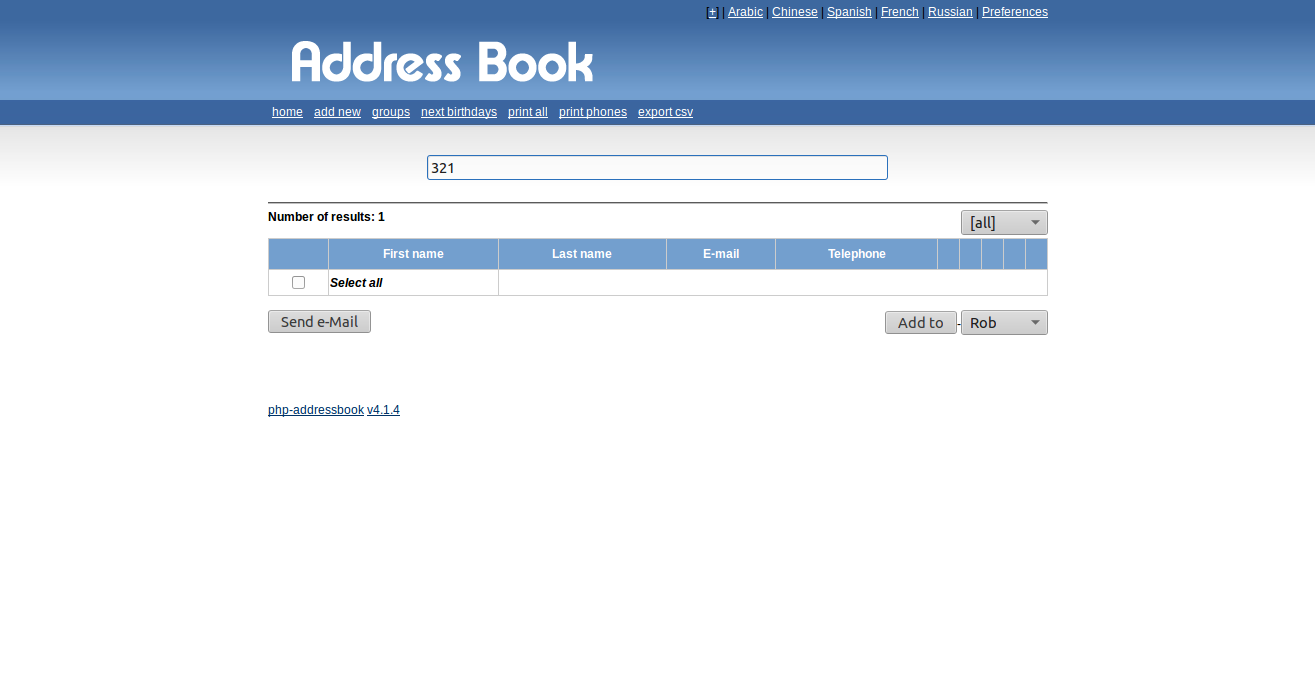 [+] | Arabic | Chinese | Spanish | French | Russian | Preferences
Address Book
home add new groups next birthdays print all print phones export csv
321
Number of results: 1
[all]
First name Last name E-mail Telephone
Select all
Send e-Mail Add to - Rob
php-addressbook v4.1.4